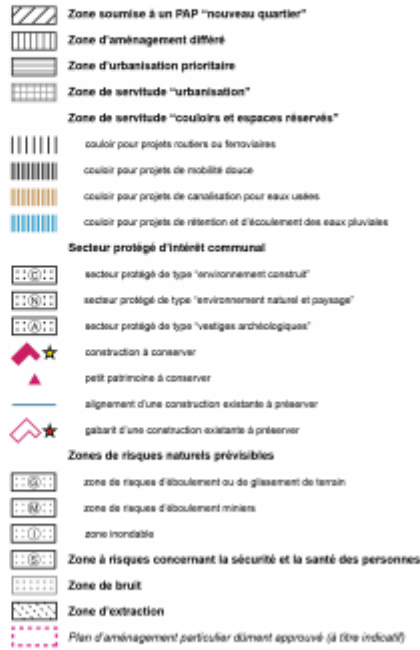 Zone soumise à un PAP “nouveau quartier”
Zone d’aménagement différé
Zone d’urbanisation prioritaire
Zone de servitude “urbanisation”
Zone de servitude “couloirs et espaces réservés”
couloir pour projets routiers ou ferroviaires
couloir pour projets de mobilité douce
couloir pour projets de canalisation pour eaux usées
couloir pour projets de rétention et d’écoulement des eaux pluviales
Secteur protégé d’intérêt communal
C secteur protégé de type “environnement construit”
N secteur protégé de type “environnement naturel et paysage”
A secteur protégé de type “vestiges archéologiques”
construction à conserver
petit patrimoine à conserver
alignement d’une construction existante à préserver
gabarit d’une construction existante à préserver
Zones de risques naturels prévisibles
G zone de risques d’éboulement ou de glissement de terrain
M zone de risques d’éboulement miniers
I zone inondable
S Zone à risques concernant la sécurité et la santé des personnes
Zone de bruit
Zone d’extraction
Plan d’aménagement particulier dûment approuvé (à titre indicatif)